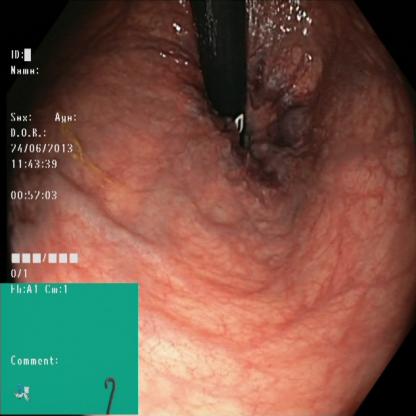 ID:
Name:
Sex: Age:
D.O.B.:
24/06/2013
11:43:39
00:57:03
0/1
Eh:A1 Cm:1
Comment: